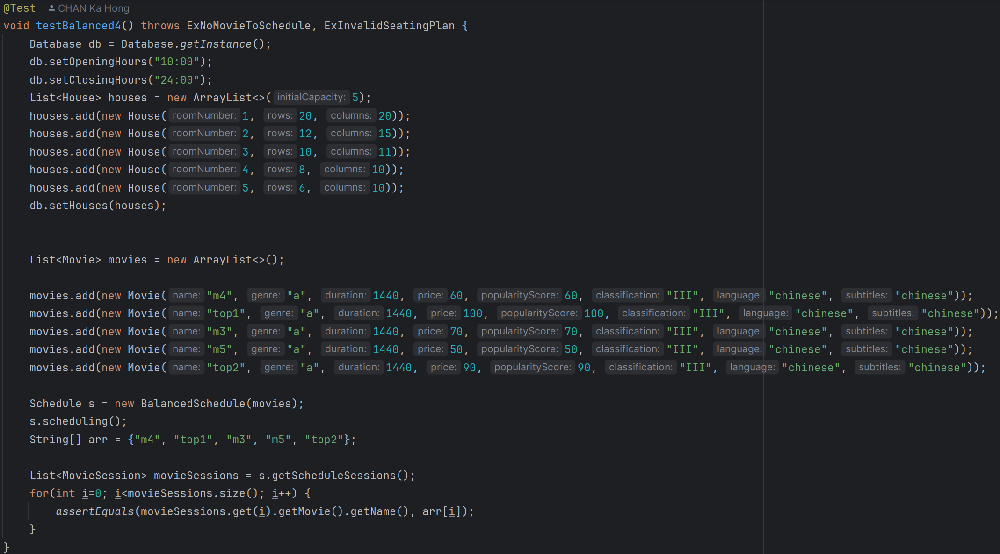 @Test CHAN Ka Hong
void testBalanced4() throws ExNoMovieToSchedule, ExInvalidSeatingPlan {
Database db = Database.getInstance();
db.setOpeningHours("10:00");
db.setClosingHours("24:00");
List<House> houses = new ArrayList<>( initialCapacity: 5);
houses.add(new House( roomNumber: 1, rows: 20, columns: 20));
houses.add(new House( roomNumber: 2, rows: 12, columns: 15));
houses.add(new House( roomNumber: 3, rows: 10, columns: 11));
houses.add(new House( roomNumber: 4, rows: 8, columns: 10));
houses.add(new House( roomNumber: 5, rows: 6, columns: 10));
db.setHouses(houses);
List<Movie> movies = new ArrayList<>();
movies.add(new Movie( name: "m4", genre: "a", duration: 1440, price: 60, popularityScore: 60, classification: "III", language: "chinese", subtitles: "chinese"));
movies.add(new Movie( name: "top1", genre: "a", duration: 1440, price: 100, popularityScore: 100, classification: "III", language: "chinese", subtitles: "chinese"));
movies.add(new Movie( name: "m3", genre: "a", duration: 1440, price: 70, popularityScore: 70, classification: "III", language: "chinese", subtitles: "chinese"));
movies.add(new Movie( name: "m5", genre: "a", duration: 1440, price: 50, popularityScore: 50, classification: "III", language: "chinese", subtitles: "chinese"));
movies.add(new Movie( name: "top2", genre: "a", duration: 1440, price: 90, popularityScore: 90, classification: "III", language: "chinese", subtitles: "chinese"));
Schedule s = new BalancedSchedule(movies);
s.scheduling();
String[] arr = {"m4", "top1", "m3", "m5", "top2"};
List<MovieSession> movieSessions = s.getScheduleSessions();
for(int i=0; i<movieSessions.size(); i++) {
assertEquals(movieSessions.get(i).getMovie().getName(), arr[i]);
}
}